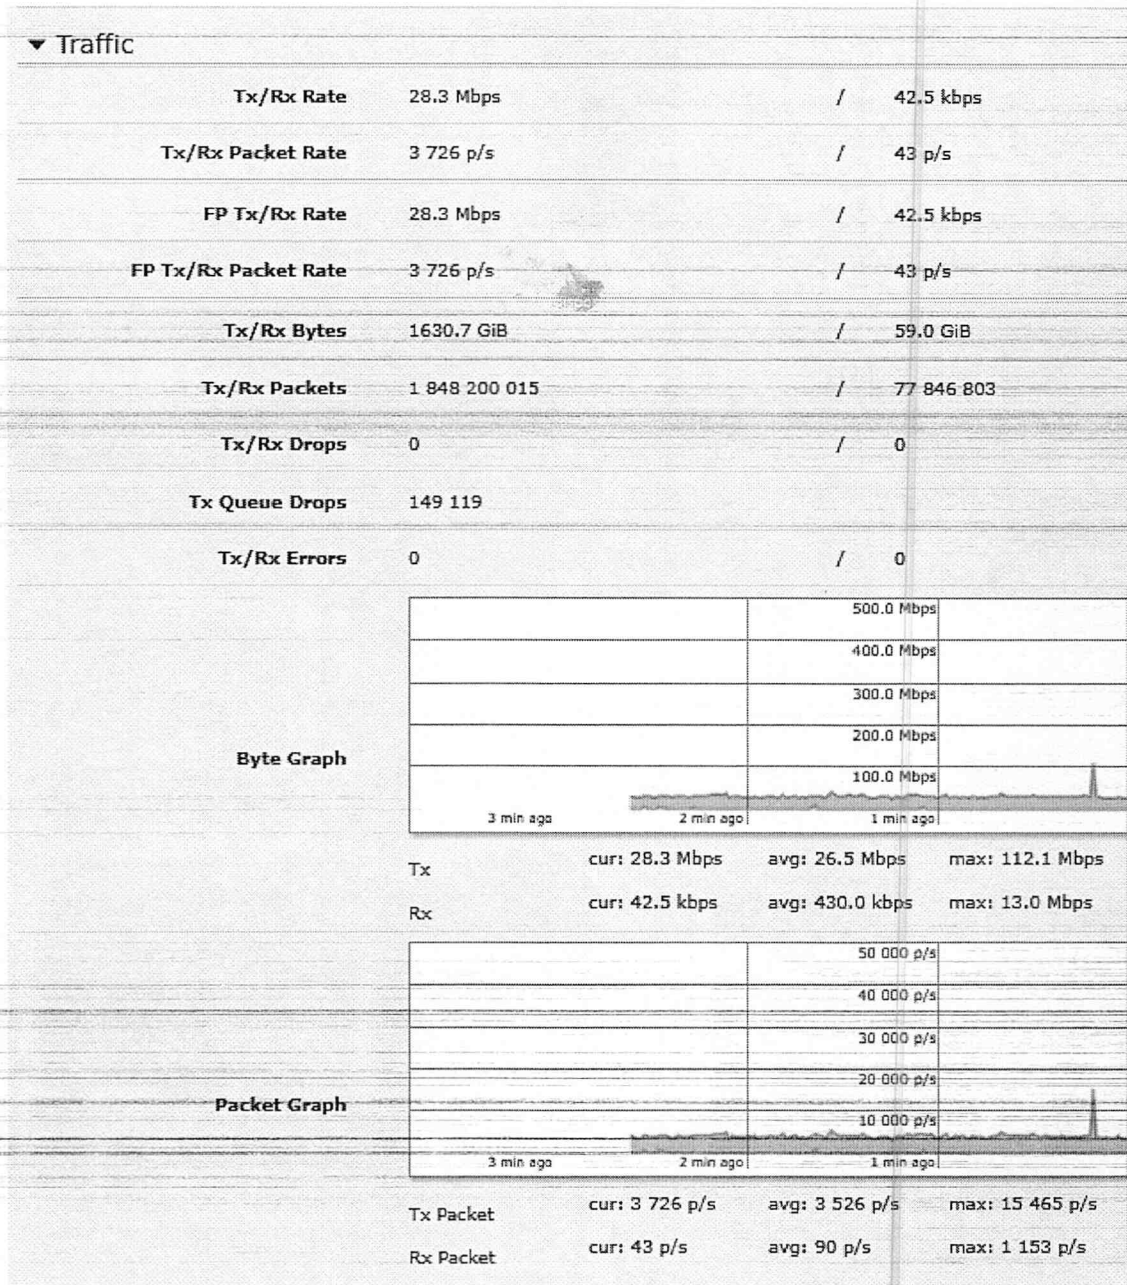 ▼ Traffic
Tx/Rx Rate 28.3 Mbps / 42.5 kbps
Tx/Rx Packet Rate 3 726 p/s / 43 p/s
FP Tx/Rx Rate 28.3 Mbps / 42.5 kbps
FP Tx/Rx Packet Rate 3 726 p/s / 43 p/s
Tx/Rx Bytes 1630.7 GiB / 59.0 GiB
Tx/Rx Packets 1 848 200 015 / 77 846 803
Tx/Rx Drops 0 / 0
Tx Queue Drops 149 119
Tx/Rx Errors 0 / 0
500.0 Mbps
400.0 Mbps
300.0 Mbps
200.0 Mbps
Byte Graph
100.0 Mbps
3 min ago 2 min ago 1 min ago
Tx cur: 28.3 Mbps avg: 26.5 Mbps max: 112.1 Mbps
Rx cur: 42.5 kbps avg: 430.0 kbps max: 13.0 Mbps
50 000 p/s
40 000 p/s
30 000 p/s
20 000 p/s
Packet Graph
10 000 p/s
3 min ago 2 min ago 1 min ago
Tx Packet cur: 3 726 p/s avg: 3 526 p/s max: 15 465 p/s
Rx Packet cur: 43 p/s avg: 90 p/s max: 1 153 p/s